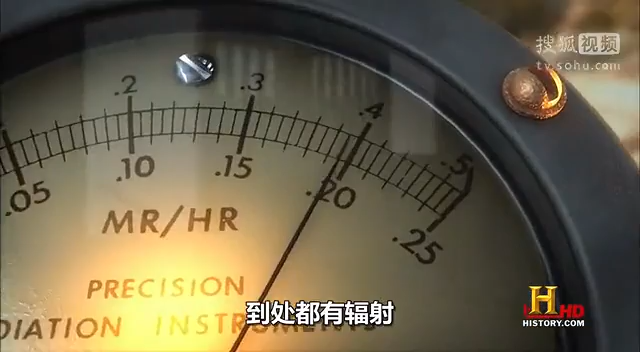 搜狐视频
tv.sohu.com
.2 .3 .4 .5
.05 .10 .15 .20 .25
MR/HR
PRECISION
DIATION INSTRUMENTS
到处都有辐射
H HD
HISTORY.COM